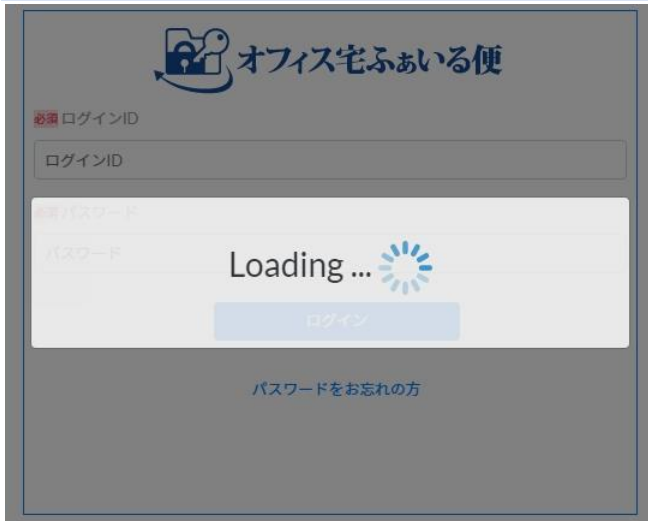 オフィス宅ふぁいる便
必須 ログインID
ログインID
必須 パスワード
パスワード
Loading ...
ログイン
パスワードをお忘れの方